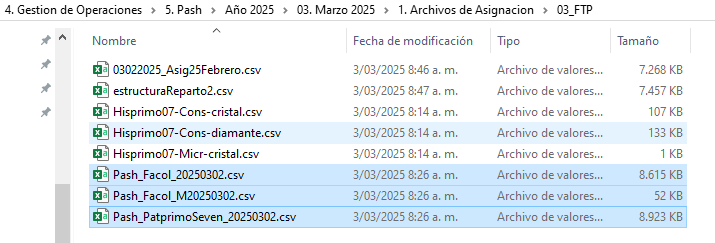 4. Gestion de Operaciones > 5. Pash > Año 2025 > 03. Marzo 2025 > 1. Archivos de Asignacion > 03_FTP
Nombre Fecha de modificación Tipo Tamaño
03022025_Asig25Febrero.csv 3/03/2025 8:46 a. m. Archivo de valores... 7.268 KB
estructuraReparto2.csv 3/03/2025 8:47 a. m. Archivo de valores... 7.457 KB
Hisprimo07-Cons-cristal.csv 3/03/2025 8:14 a. m. Archivo de valores... 107 KB
Hisprimo07-Cons-diamante.csv 3/03/2025 8:14 a. m. Archivo de valores... 133 KB
Hisprimo07-Micr-cristal.csv 3/03/2025 8:14 a. m. Archivo de valores... 1 KB
Pash_Facol_20250302.csv 3/03/2025 8:26 a. m. Archivo de valores... 8.615 KB
Pash_Facol_M20250302.csv 3/03/2025 8:26 a. m. Archivo de valores... 52 KB
Pash_PatprimoSeven_20250302.csv 3/03/2025 8:26 a. m. Archivo de valores... 8.923 KB